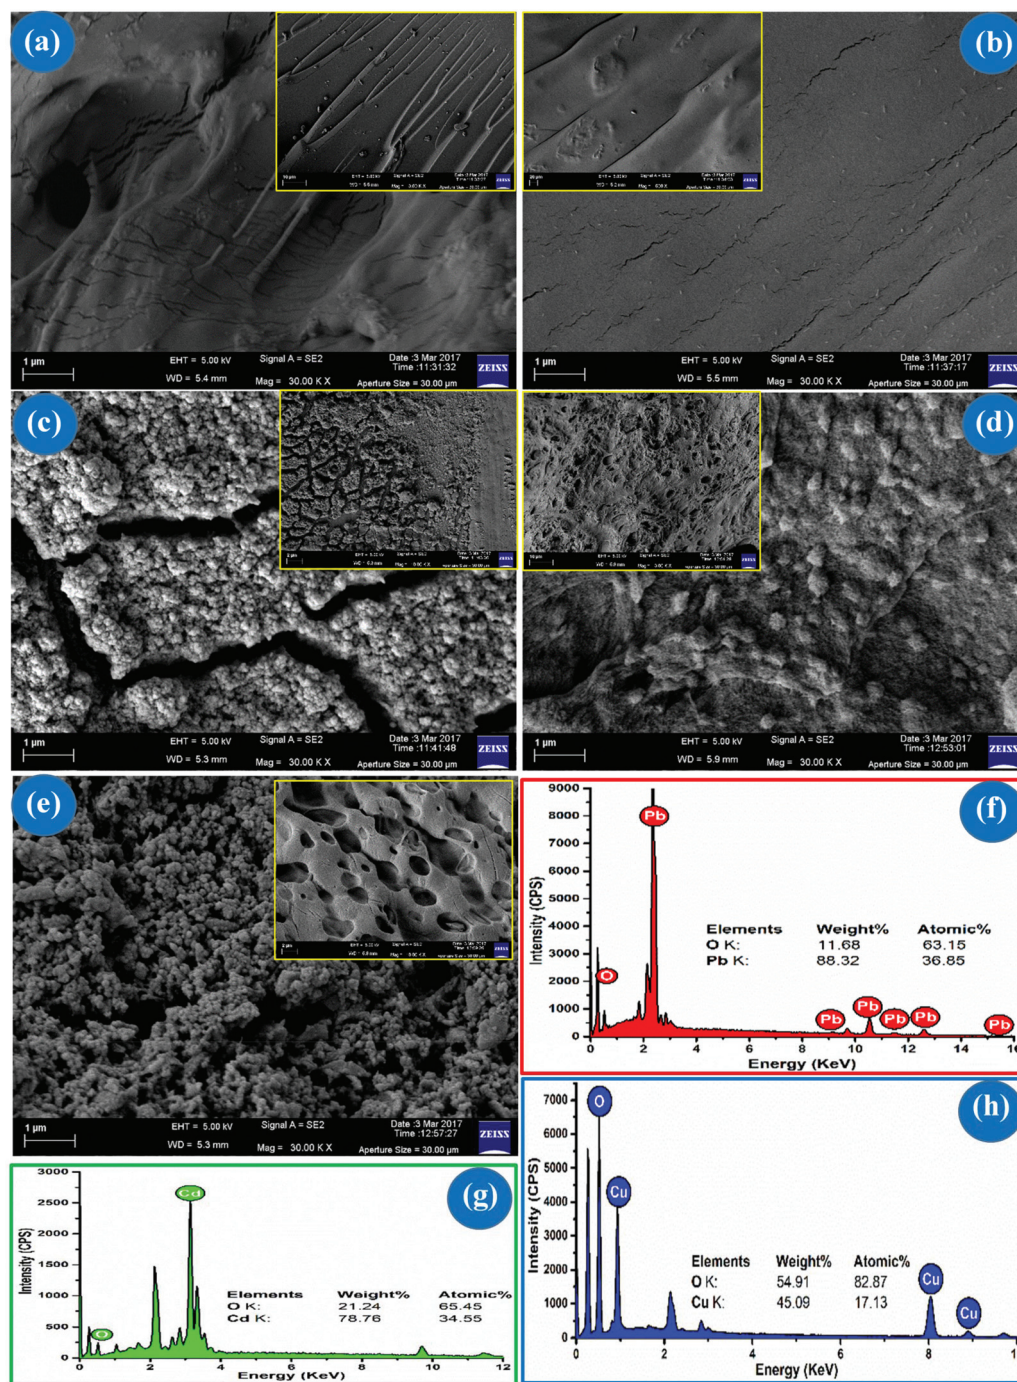 (a)
EHT = 5.00 kV Signal A = SE2 Date :3 Mar 2017
1 µm WD = 5.4 mm Mag = 30.00 K X Time :11:31:32
Aperture Size = 30.00 µm ZEISS
(b)
EHT = 5.00 kV Signal A = SE2 Date :3 Mar 2017
1 µm WD = 5.5 mm Mag = 30.00 K X Time :11:37:17
Aperture Size = 30.00 µm ZEISS
(c)
EHT = 5.00 kV Signal A = SE2 Date :3 Mar 2017
1 µm WD = 5.3 mm Mag = 30.00 K X Time :11:41:48
Aperture Size = 30.00 µm ZEISS
(d)
EHT = 5.00 kV Signal A = SE2 Date :3 Mar 2017
1 µm WD = 5.9 mm Mag = 30.00 K X Time :12:53:01
Aperture Size = 30.00 µm ZEISS
(e)
EHT = 5.00 kV Signal A = SE2 Date :3 Mar 2017
1 µm WD = 5.3 mm Mag = 30.00 K X Time :12:57:27
Aperture Size = 30.00 µm ZEISS
(f)
9000
8000
7000
6000
5000
4000
3000
2000
1000
0
Intensity (CPS)
Pb
Elements Weight% Atomic%
O K: 11.68 63.15
Pb K: 88.32 36.85
O
Pb Pb Pb Pb Pb
0 2 4 6 8 10 12 14 16
Energy (KeV)
(g)
3000
2500
2000
1500
1000
500
0
Intensity (CPS)
Cd
Elements Weight% Atomic%
O K: 21.24 65.45
Cd K: 78.76 34.55
O
0 2 4 6 8 10 12
Energy (KeV)
(h)
7000
6000
5000
4000
3000
2000
1000
0
Intensity (CPS)
O
Cu
Elements Weight% Atomic%
O K: 54.91 82.87
Cu K: 45.09 17.13
Cu
Cu
0 2 4 6 8 10
Energy (KeV)